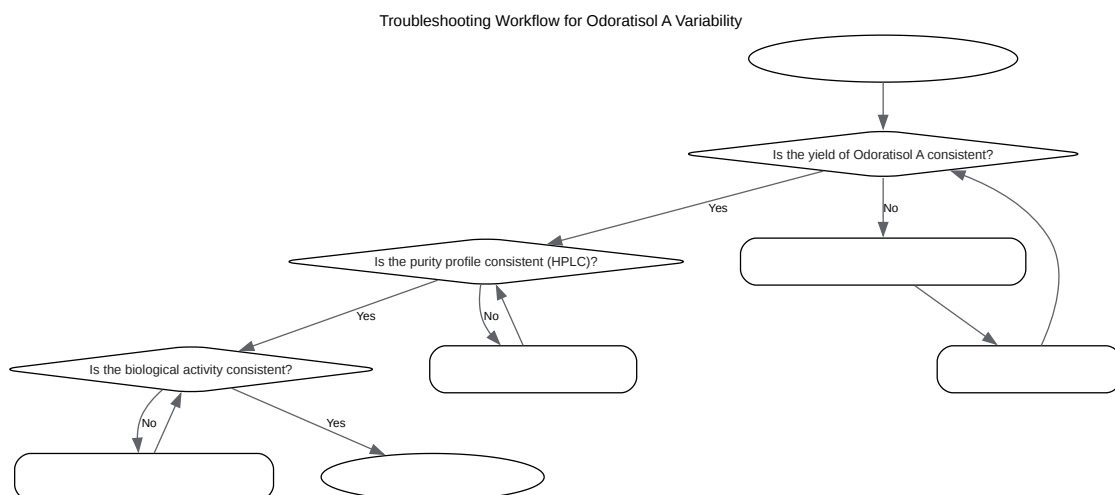 Troubleshooting Workflow for Odoratisol A Variability
Is the yield of Odoratisol A consistent?
Yes
No
Is the purity profile consistent (HPLC)?
Yes
No
Is the biological activity consistent?
No
Yes